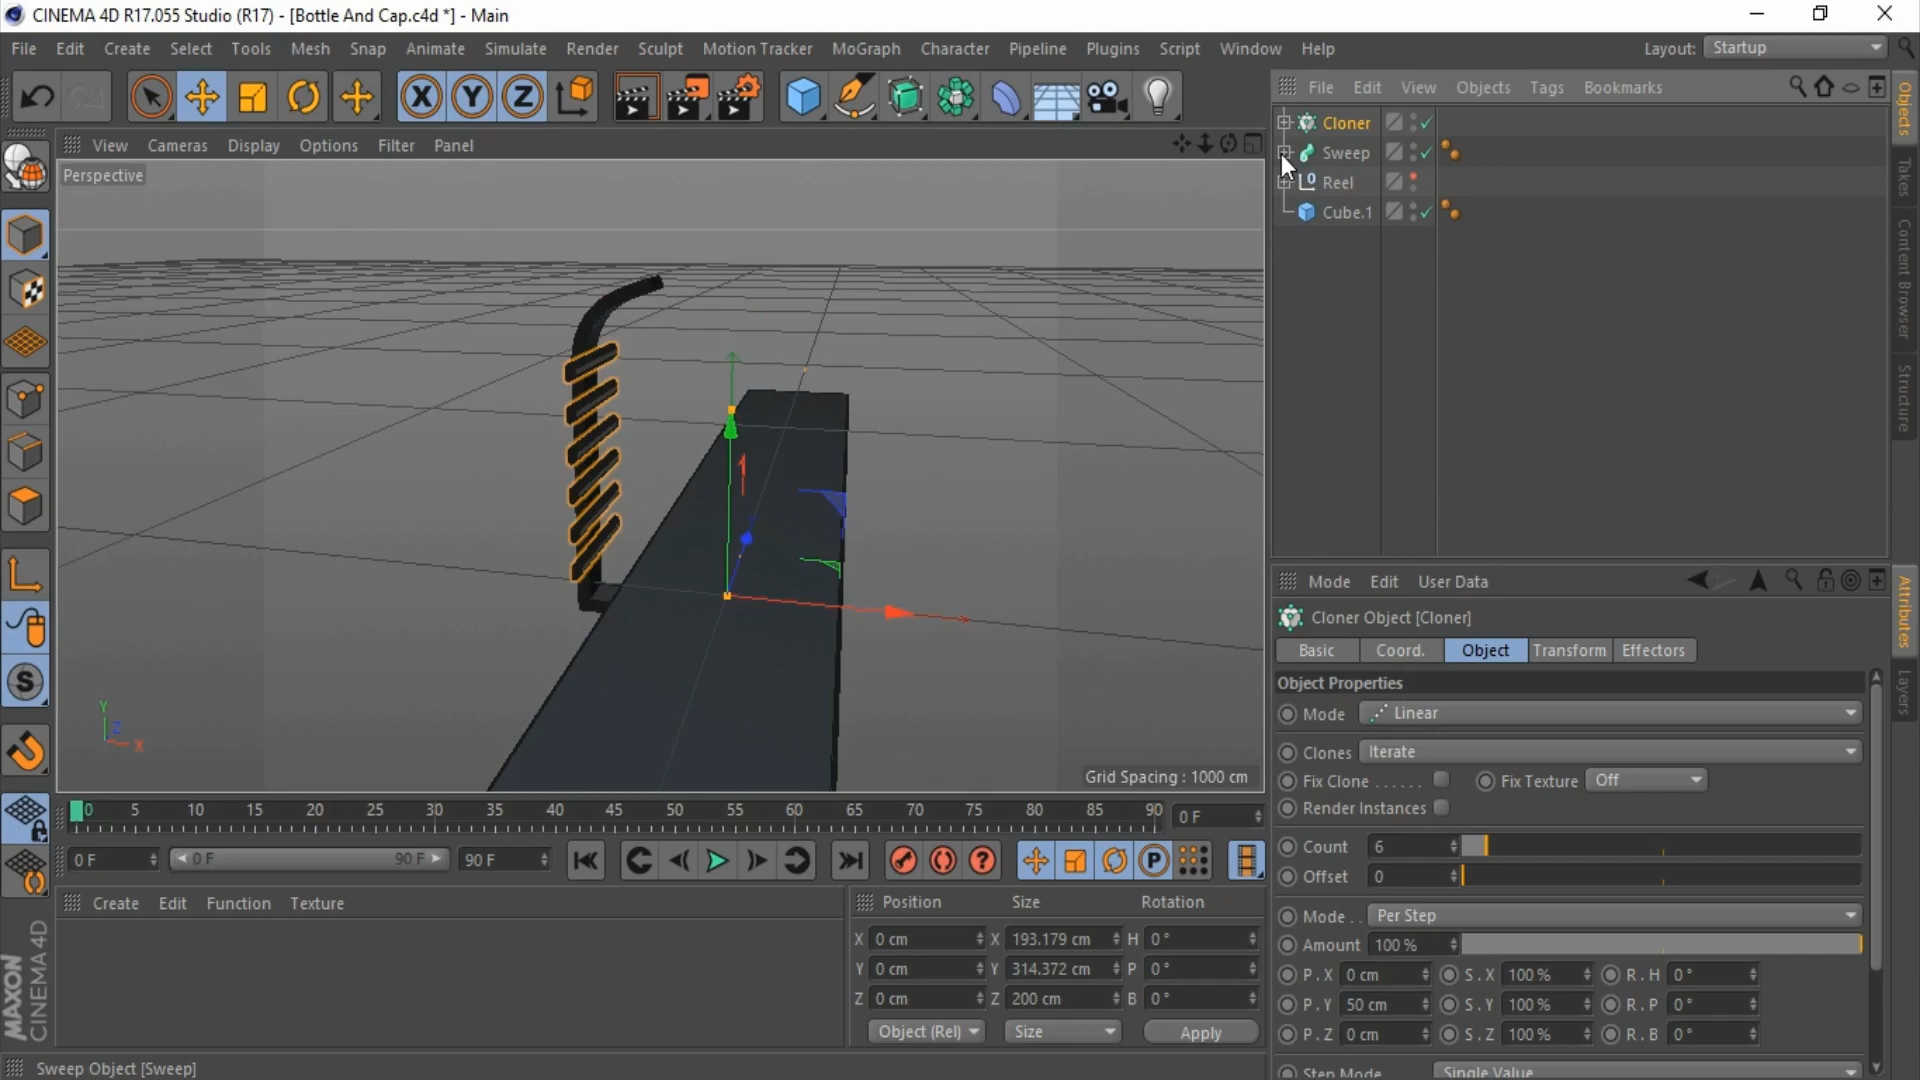 CINEMA 4D R17.055 Studio (R17) - [Bottle And Cap.c4d *] - Main
File Edit Create Select Tools Mesh Snap Animate Simulate Render Sculpt Motion Tracker MoGraph Character Pipeline Plugins Script Window Help Layout: Startup
X Y Z
File Edit View Objects Tags Bookmarks
View Cameras Display Options Filter Panel
Perspective
Cloner
Sweep
0 Reel
Cube.1
Objects
Takes
Content Browser
Structure
Mode Edit User Data
Cloner Object [Cloner]
Basic Coord. Object Transform Effectors
Object Properties
Mode Linear
Clones Iterate
Fix Clone . . . . . . Fix Texture Off
Render Instances
Count 6
Offset 0
Mode . . Per Step
Amount 100 %
P . X 0 cm S . X 100 % R . H 0 °
P . Y 50 cm S . Y 100 % R . P 0 °
P . Z 0 cm S . Z 100 % R . B 0 °
Step Mode Single Value
Attributes
Layers
S
Y Z X
Grid Spacing : 1000 cm
0 5 10 15 20 25 30 35 40 45 50 55 60 65 70 75 80 85 90 0 F
0 F 0 F 90 F 90 F P
Create Edit Function Texture
Position Size Rotation
X 0 cm X 193.179 cm H 0 °
Y 0 cm Y 314.372 cm P 0 °
Z 0 cm Z 200 cm B 0 °
Object (Rel) Size Apply
MAXON
CINEMA 4D
Sweep Object [Sweep]